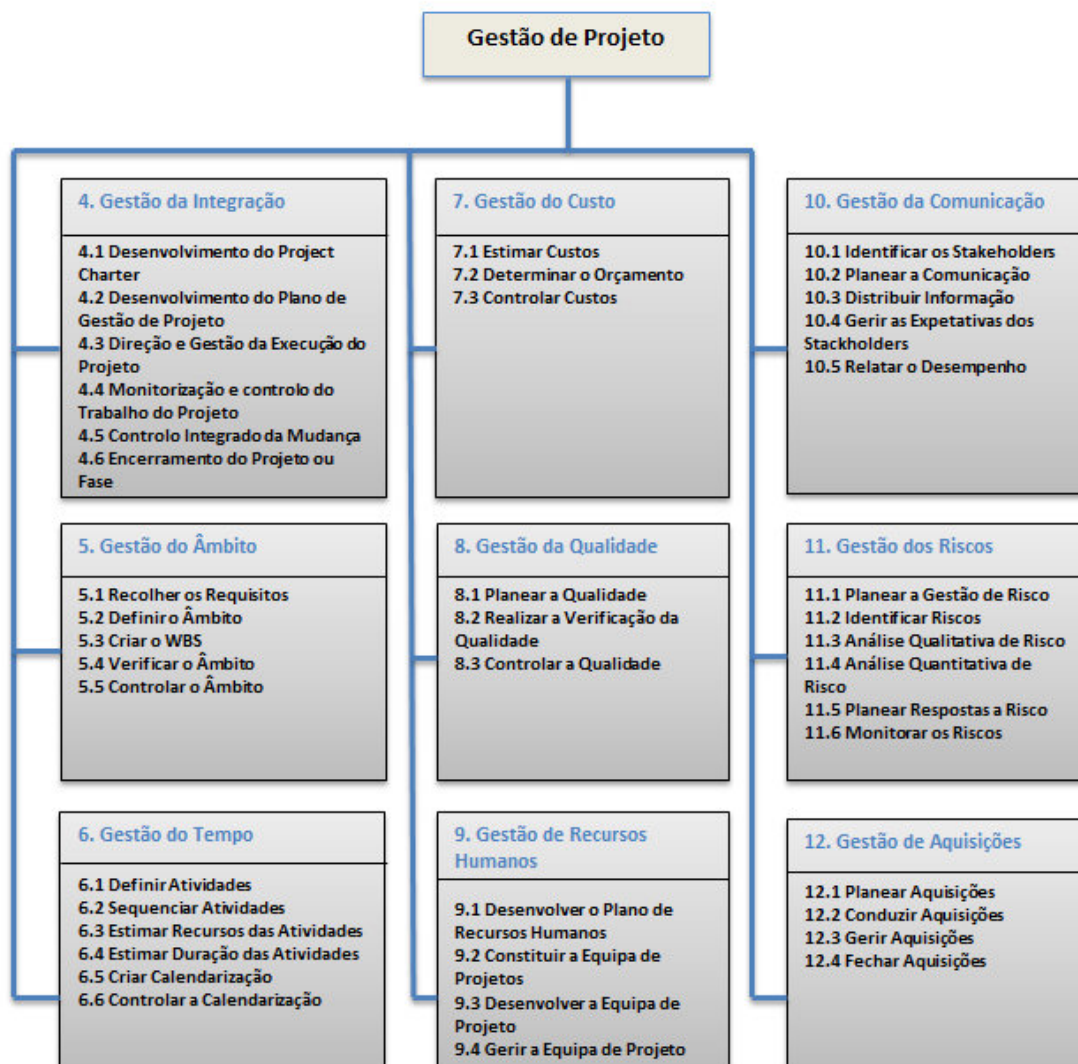 Gestão de Projeto
4. Gestão da Integração
4.1 Desenvolvimento do Project
Charter
4.2 Desenvolvimento do Plano de
Gestão de Projeto
4.3 Direção e Gestão da Execução do
Projeto
4.4 Monitorização e controlo do
Trabalho do Projeto
4.5 Controlo Integrado da Mudança
4.6 Encerramento do Projeto ou
Fase
5. Gestão do Âmbito
5.1 Recolher os Requisitos
5.2 Definir o Âmbito
5.3 Criar o WBS
5.4 Verificar o Âmbito
5.5 Controlar o Âmbito
6. Gestão do Tempo
6.1 Definir Atividades
6.2 Sequenciar Atividades
6.3 Estimar Recursos das Atividades
6.4 Estimar Duração das Atividades
6.5 Criar Calendarização
6.6 Controlar a Calendarização
7. Gestão do Custo
7.1 Estimar Custos
7.2 Determinar o Orçamento
7.3 Controlar Custos
8. Gestão da Qualidade
8.1 Planear a Qualidade
8.2 Realizar a Verificação da
Qualidade
8.3 Controlar a Qualidade
9. Gestão de Recursos
Humanos
9.1 Desenvolver o Plano de
Recursos Humanos
9.2 Constituir a Equipa de
Projetos
9.3 Desenvolver a Equipa de
Projeto
9.4 Gerir a Equipa de Projeto
10. Gestão da Comunicação
10.1 Identificar os Stakeholders
10.2 Planear a Comunicação
10.3 Distribuir Informação
10.4 Gerir as Expetativas dos
Stackholders
10.5 Relatar o Desempenho
11. Gestão dos Riscos
11.1 Planear a Gestão de Risco
11.2 Identificar Riscos
11.3 Análise Qualitativa de Risco
11.4 Análise Quantitativa de
Risco
11.5 Planear Respostas a Risco
11.6 Monitorar os Riscos
12. Gestão de Aquisições
12.1 Planear Aquisições
12.2 Conduzir Aquisições
12.3 Gerir Aquisições
12.4 Fechar Aquisições